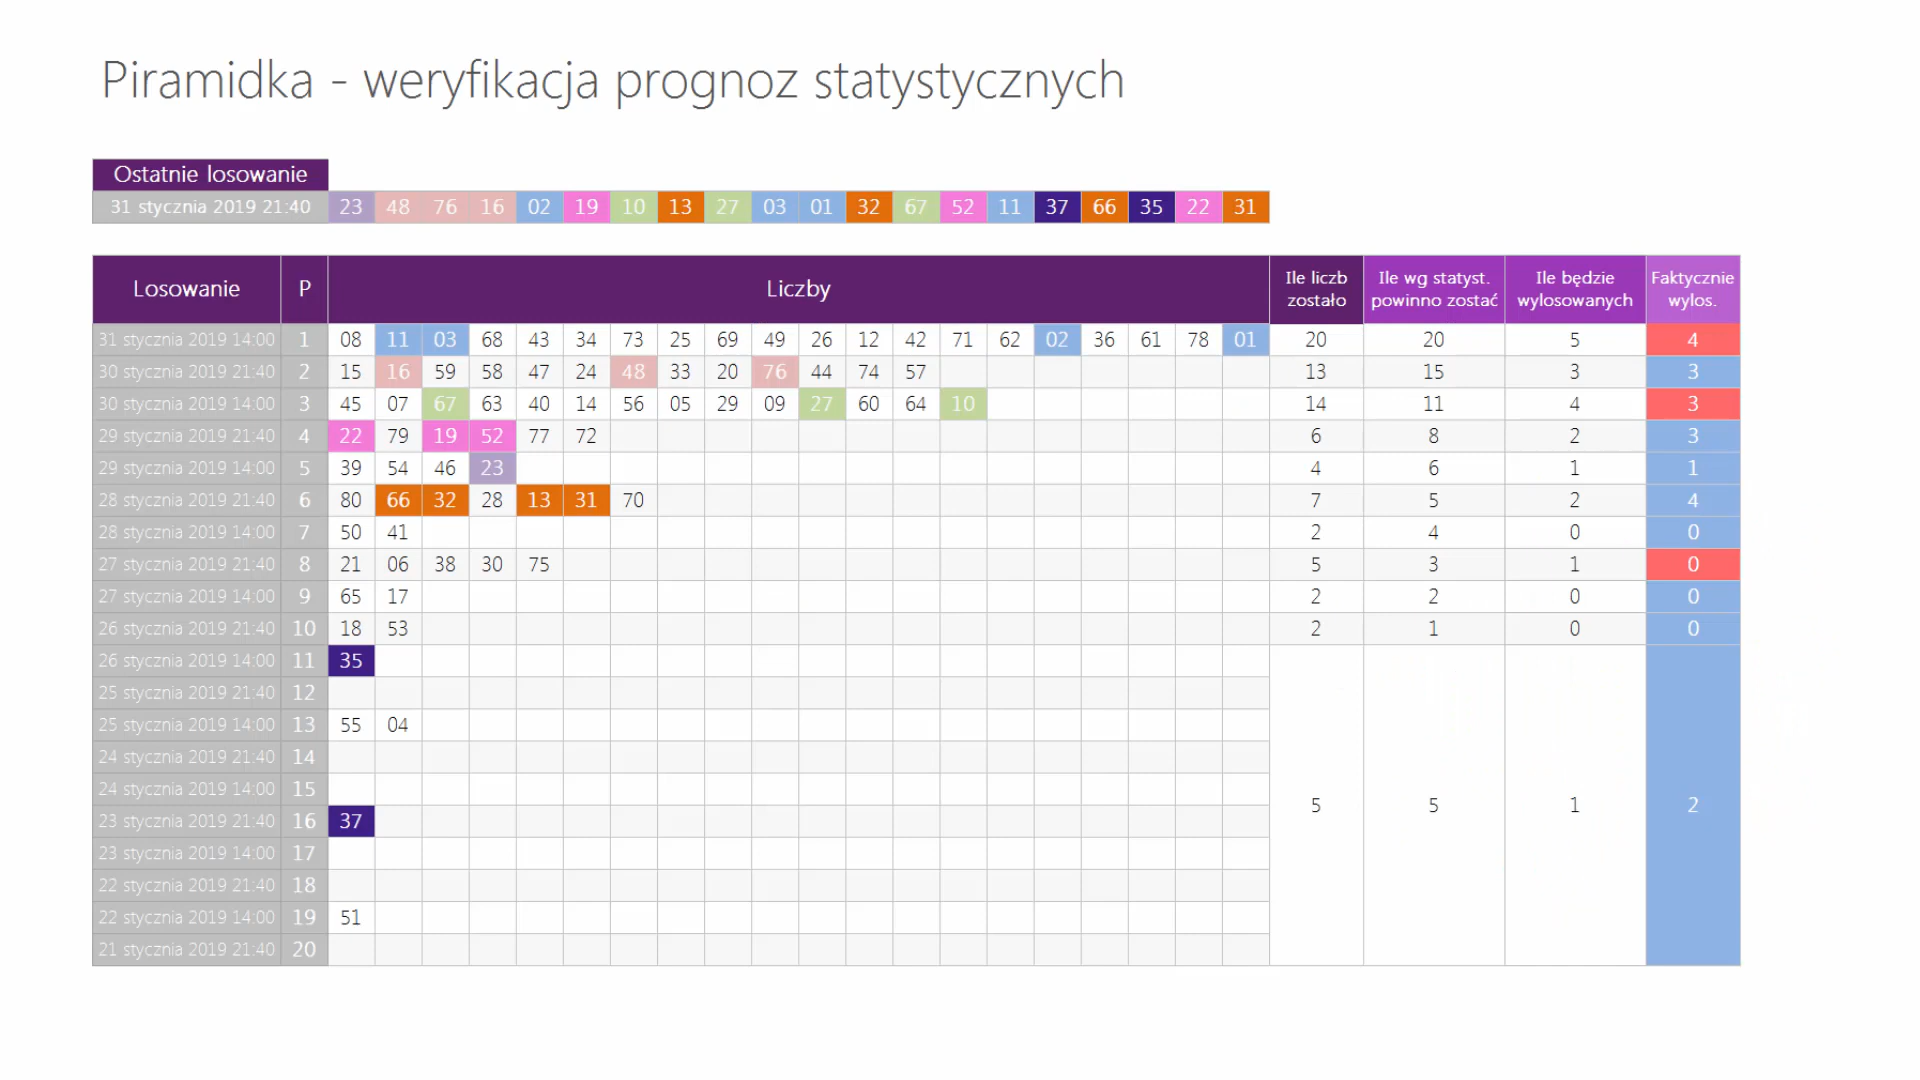 Piramidka - weryfikacja prognoz statystycznych
Ostatnie losowanie
31 stycznia 2019 21:40 23 48 76 16 02 19 10 13 27 03 01 32 67 52 11 37 66 35 22 31
Losowanie P Liczby Ile liczb zostało Ile wg statyst. powinno zostać Ile będzie wylosowanych Faktycznie wylos.
31 stycznia 2019 14:00 1 08 11 03 68 43 34 73 25 69 49 26 12 42 71 62 02 36 61 78 01 20 20 5 4
30 stycznia 2019 21:40 2 15 16 59 58 47 24 48 33 20 76 44 74 57 13 15 3 3
30 stycznia 2019 14:00 3 45 07 67 63 40 14 56 05 29 09 27 60 64 10 14 11 4 3
29 stycznia 2019 21:40 4 22 79 19 52 77 72 6 8 2 3
29 stycznia 2019 14:00 5 39 54 46 23 4 6 1 1
28 stycznia 2019 21:40 6 80 66 32 28 13 31 70 7 5 2 4
28 stycznia 2019 14:00 7 50 41 2 4 0 0
27 stycznia 2019 21:40 8 21 06 38 30 75 5 3 1 0
27 stycznia 2019 14:00 9 65 17 2 2 0 0
26 stycznia 2019 21:40 10 18 53 2 1 0 0
26 stycznia 2019 14:00 11 35
25 stycznia 2019 21:40 12
25 stycznia 2019 14:00 13 55 04
24 stycznia 2019 21:40 14
24 stycznia 2019 14:00 15
5 5 1 2
23 stycznia 2019 21:40 16 37
23 stycznia 2019 14:00 17
22 stycznia 2019 21:40 18
22 stycznia 2019 14:00 19 51
21 stycznia 2019 21:40 20